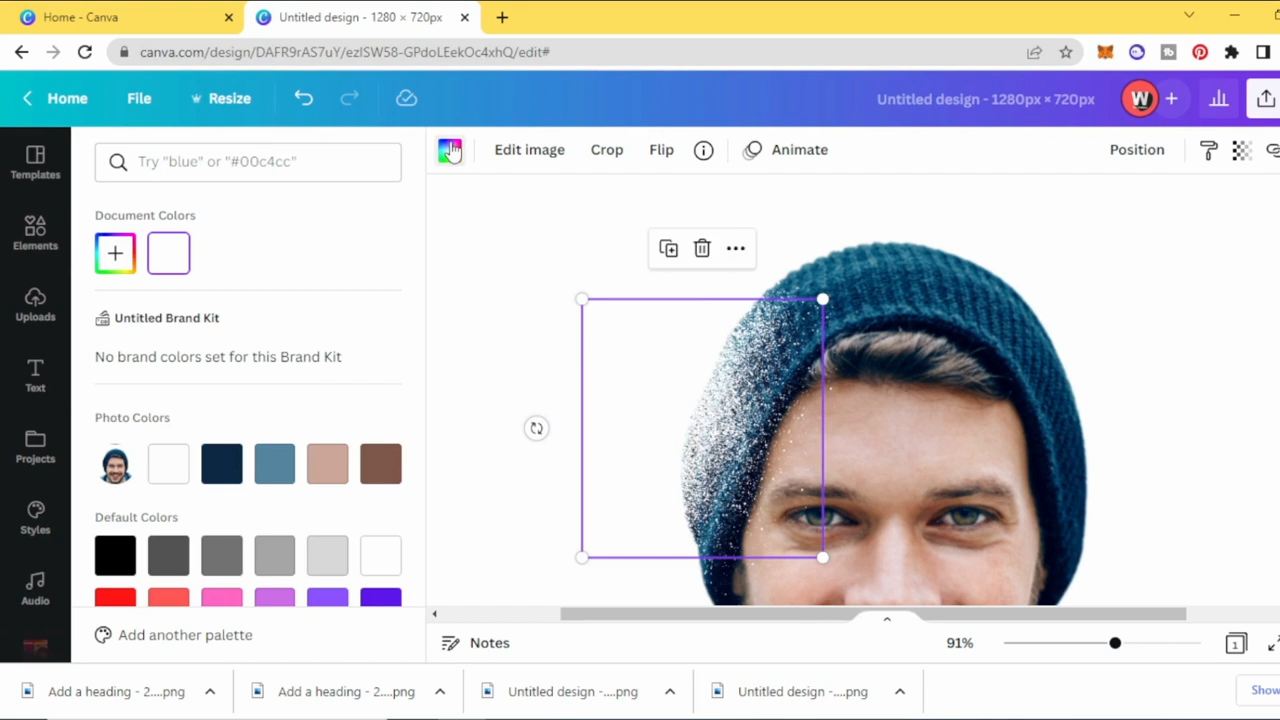 Home - Canva
Untitled design - 1280 × 720px
canva.com/design/DAFR9rAS7uY/ezISW58-GPdoLEekOc4xhQ/edit#
Home
File
Resize
Untitled design - 1280px × 720px
W
Templates
Elements
Uploads
Text
Projects
Styles
Audio
Try "blue" or "#00c4cc"
Document Colors
Untitled Brand Kit
No brand colors set for this Brand Kit
Photo Colors
Default Colors
Add another palette
Edit image
Crop
Flip
Animate
Position
Notes
91%
1
Add a heading - 2....png
Add a heading - 2....png
Untitled design -....png
Untitled design -....png
Show